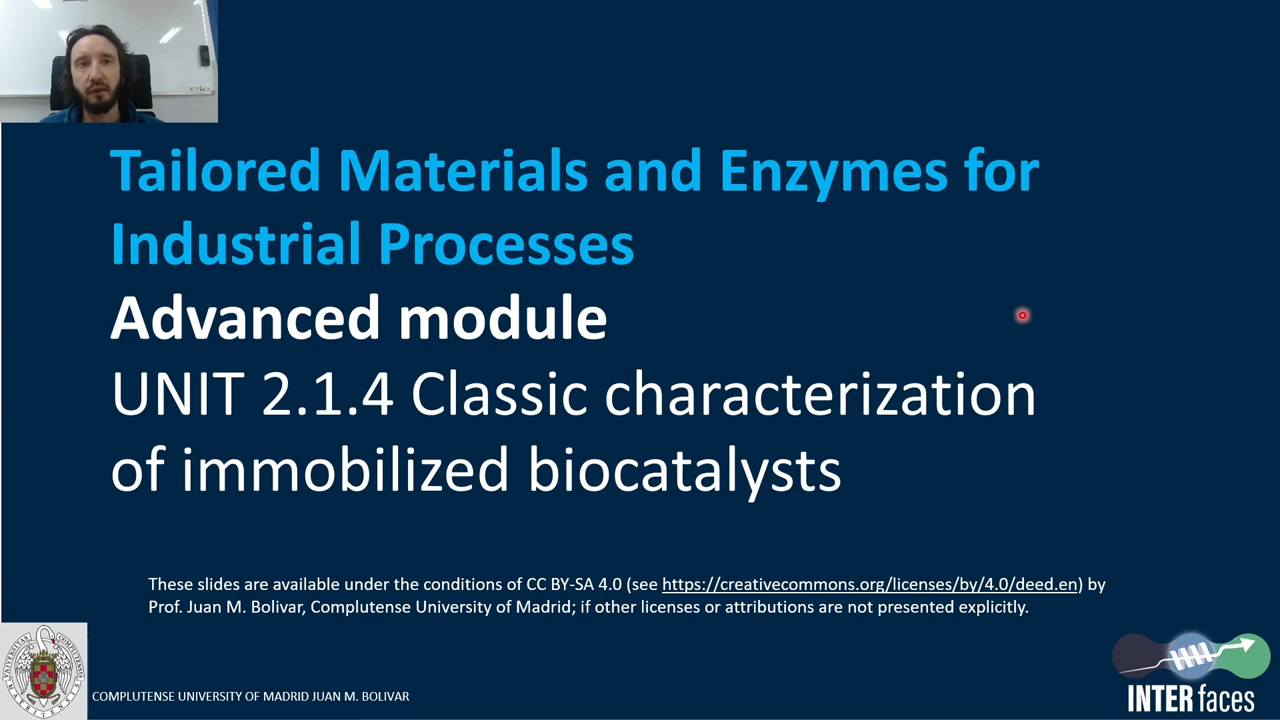 Tailored Materials and Enzymes for
Industrial Processes
Advanced module
UNIT 2.1.4 Classic characterization
of immobilized biocatalysts
These slides are available under the conditions of CC BY-SA 4.0 (see https://creativecommons.org/licenses/by/4.0/deed.en) by
Prof. Juan M. Bolivar, Complutense University of Madrid; if other licenses or attributions are not presented explicitly.
COMPLUTENSE UNIVERSITY OF MADRID JUAN M. BOLIVAR
INTERfaces